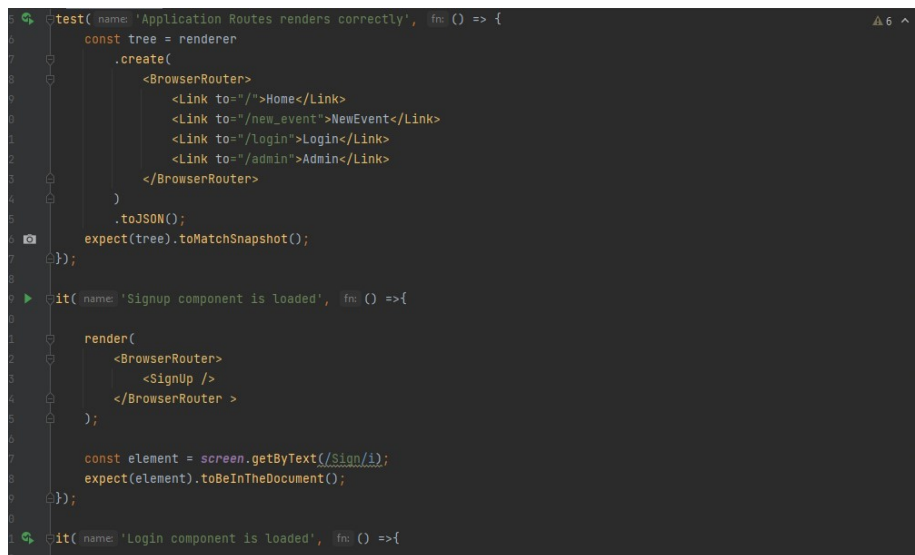 test( name: 'Application Routes renders correctly', fn: () => {
6
const tree = renderer
.create(
<BrowserRouter>
<Link to="/">Home</Link>
<Link to="/new_event">NewEvent</Link>
<Link to="/login">Login</Link>
<Link to="/admin">Admin</Link>
</BrowserRouter>
)
.toJSON();
expect(tree).toMatchSnapshot();
});
it( name: 'Signup component is loaded', fn: () =>{
render(
<BrowserRouter>
<SignUp />
</BrowserRouter >
);
const element = screen.getByText(/Sign/i);
expect(element).toBeInTheDocument();
});
it( name: 'Login component is loaded', fn: () =>{